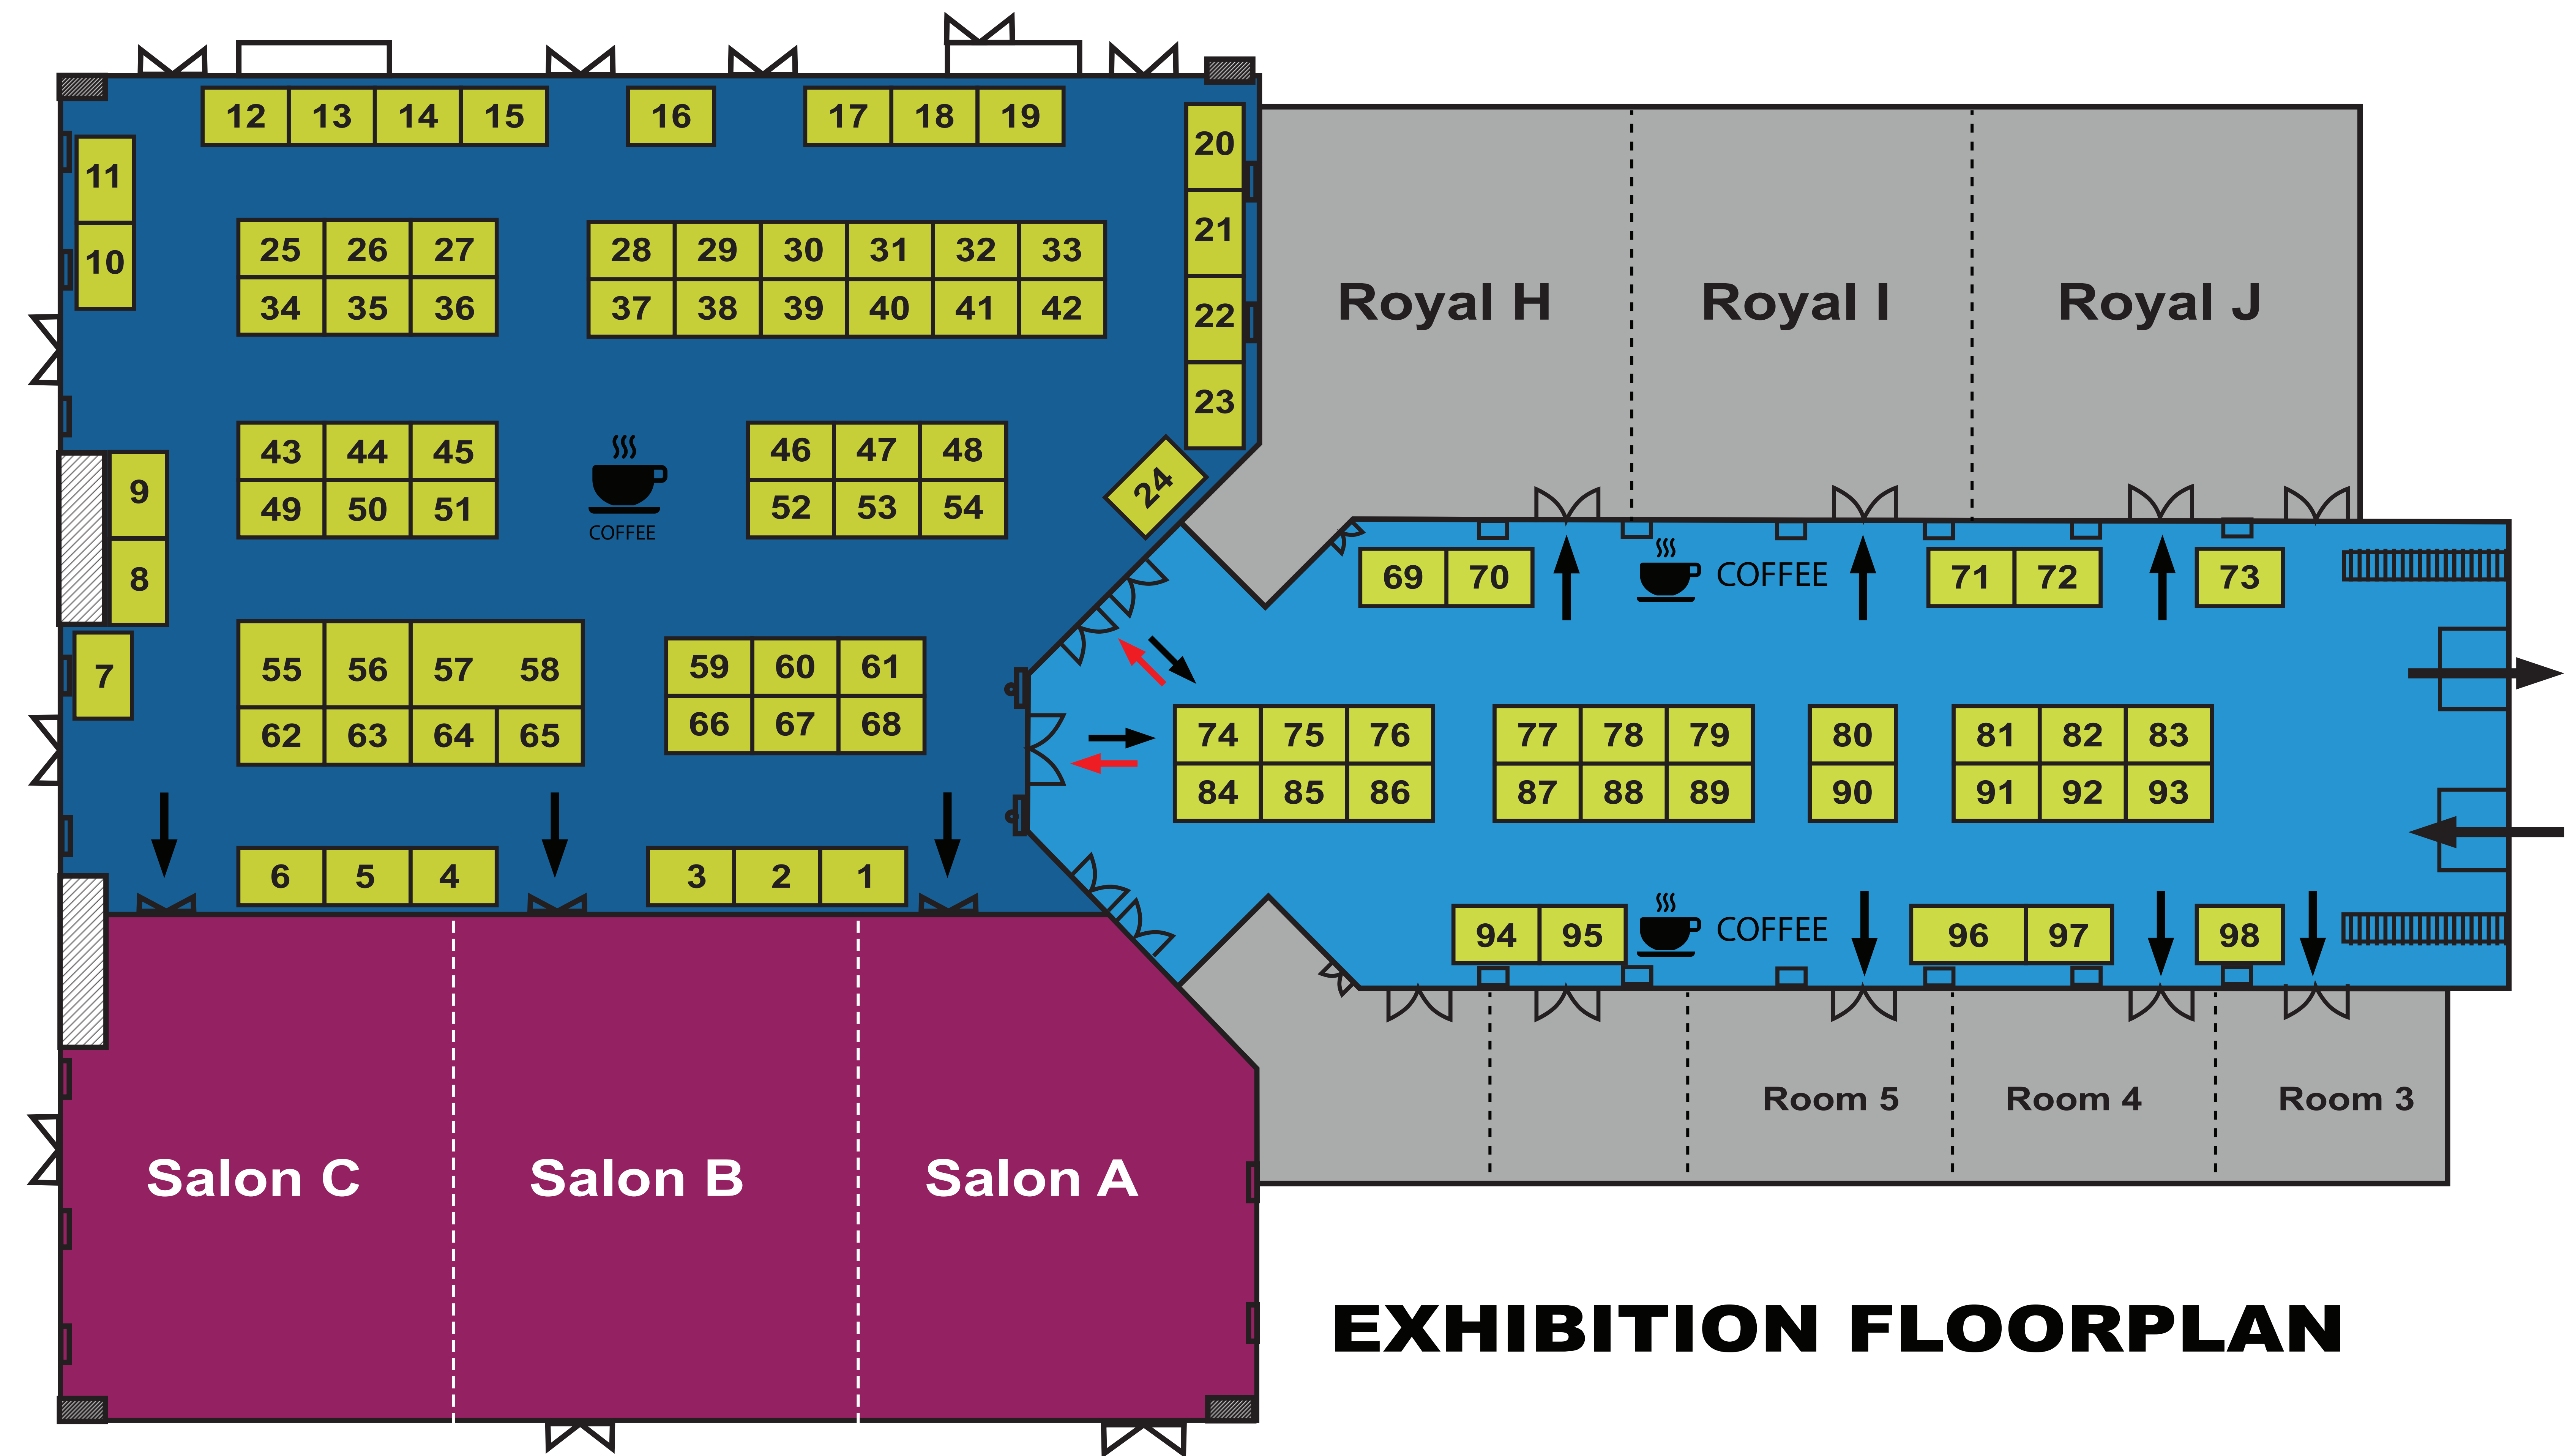 12 13 14 15 16 17 18 19
11
10
20
21
22
23
24
25 26 27
34 35 36
28 29 30 31 32 33
37 38 39 40 41 42
43 44 45
49 50 51
COFFEE
46 47 48
52 53 54
9
8
7
55 56 57 58
62 63 64 65
59 60 61
66 67 68
6 5 4
3 2 1
Salon C
Salon B
Salon A
Royal H
Royal I
Royal J
69 70
COFFEE
71 72
73
74 75 76
84 85 86
77 78 79
87 88 89
80
90
81 82 83
91 92 93
94 95
COFFEE
96 97
98
Room 5
Room 4
Room 3
EXHIBITION FLOORPLAN